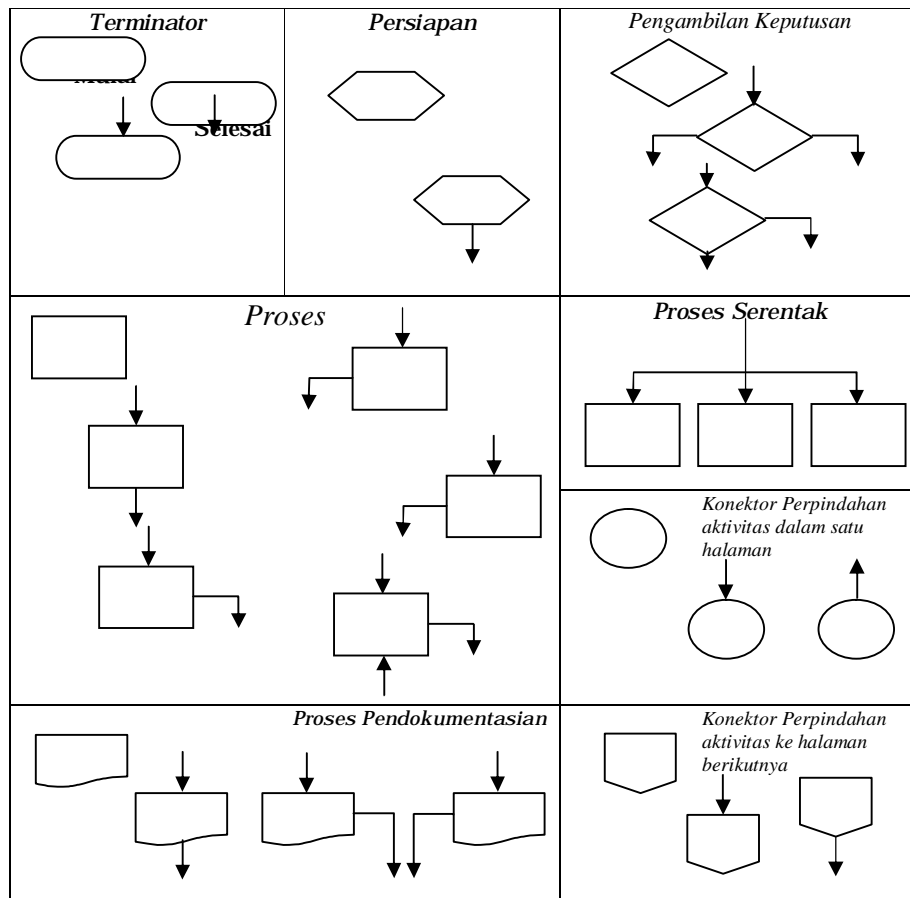 Terminator
Persiapan
Pengambilan Keputusan
Selesai
Proses
Proses Serentak
Konektor Perpindahan
aktivitas dalam satu
halaman
Proses Pendokumentasian
Konektor Perpindahan
aktivitas ke halaman
berikutnya